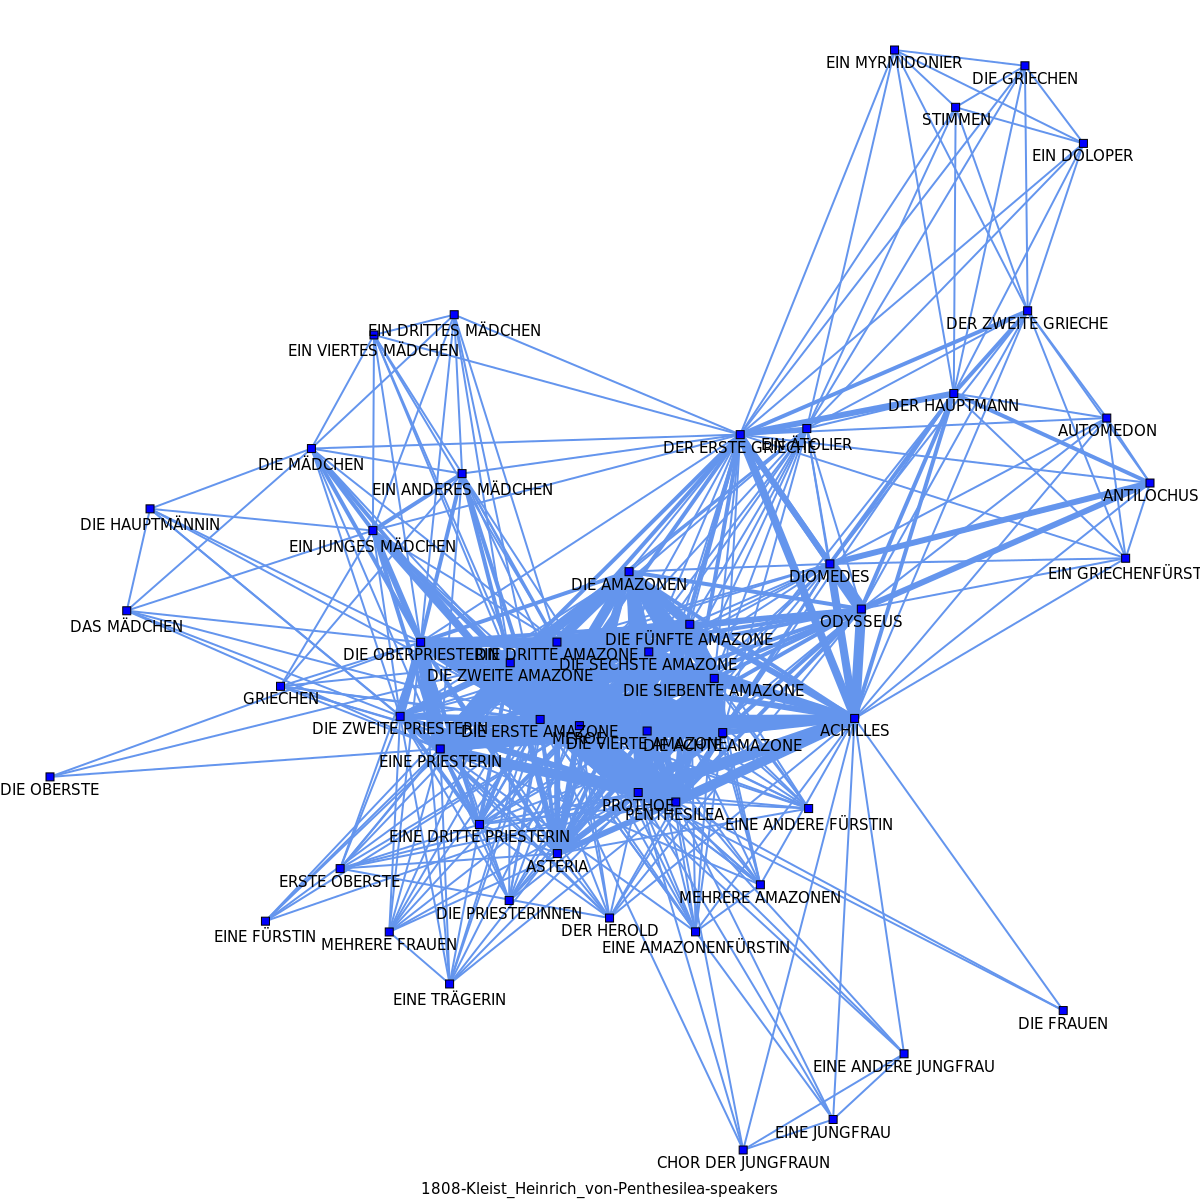 EIN MYRMIDONIER
DIE GRIECHEN
STIMMEN
EIN DOLOPER
DER ZWEITE GRIECHE
EIN DRITTES MÄDCHEN
EIN VIERTES MÄDCHEN
DER HAUPTMANN
AUTOMEDON
DER ERSTE GRIECHE
EIN ÄTOLIER
DIE MÄDCHEN
EIN ANDERES MÄDCHEN
ANTILOCHUS
DIE HAUPTMÄNNIN
EIN JUNGES MÄDCHEN
EIN GRIECHENFÜRST
DIE AMAZONEN
DIOMEDES
ODYSSEUS
DAS MÄDCHEN
DIE FÜNFTE AMAZONE
DIE OBERPRIESTERIN
DIE DRITTE AMAZONE
DIE SECHSTE AMAZONE
DIE ZWEITE AMAZONE
DIE SIEBENTE AMAZONE
GRIECHEN
DIE ZWEITE PRIESTERIN
DIE ERSTE AMAZONE
ACHILLES
MEROE
DIE VIERTE AMAZONE
DIE ACHTE AMAZONE
EINE PRIESTERIN
DIE OBERSTE
PROTHOE
PENTHESILEA
EINE ANDERE FÜRSTIN
EINE DRITTE PRIESTERIN
ASTERIA
ERSTE OBERSTE
MEHRERE AMAZONEN
DIE PRIESTERINNEN
DER HEROLD
EINE FÜRSTIN
MEHRERE FRAUEN
EINE AMAZONENFÜRSTIN
EINE TRÄGERIN
DIE FRAUEN
EINE ANDERE JUNGFRAU
EINE JUNGFRAU
CHOR DER JUNGFRAUN
1808-Kleist_Heinrich_von-Penthesilea-speakers